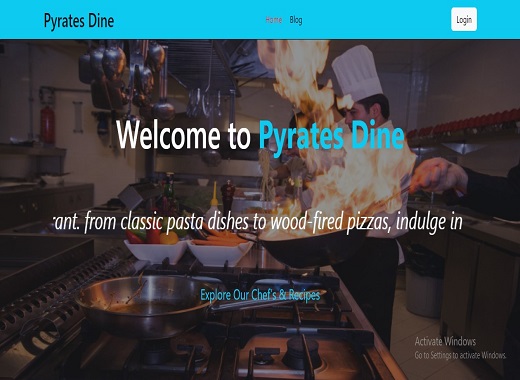 Pyrates Dine
Home Blog
Login
Welcome to Pyrates Dine
ant. from classic pasta dishes to wood-fired pizzas, indulge in
Explore Our Chef's & Recipes
Activate Windows
Go to Settings to activate Windows.